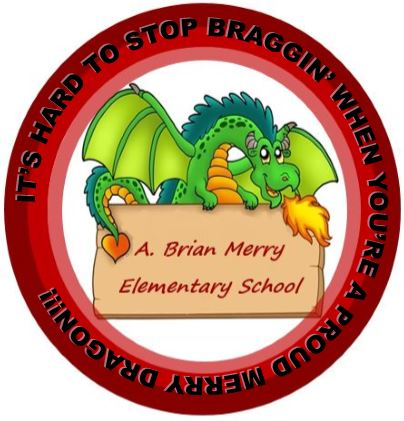 IT'S HARD TO STOP BRAGGIN' WHEN YOU'RE A PROUD MERRY DRAGON!!!
A. Brian Merry
Elementary School